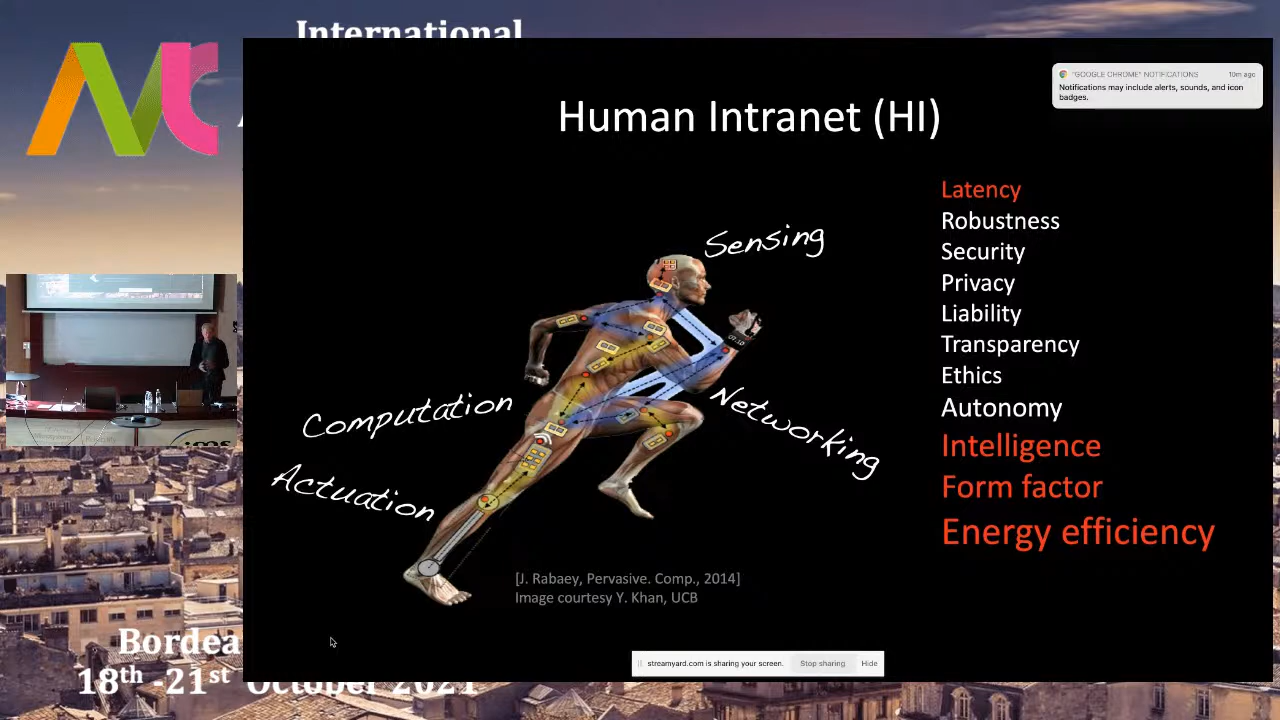 International
Human Intranet (HI)
"GOOGLE CHROME" NOTIFICATIONS 10m ago
Notifications may include alerts, sounds, and icon
badges.
Sensing
Computation
Networking
Actuation
Latency
Robustness
Security
Privacy
Liability
Transparency
Ethics
Autonomy
Intelligence
Form factor
Energy efficiency
[J. Rabaey, Pervasive. Comp., 2014]
Image courtesy Y. Khan, UCB
streamyard.com is sharing your screen. Stop sharing Hide
Bordea
18th -21st October 2021